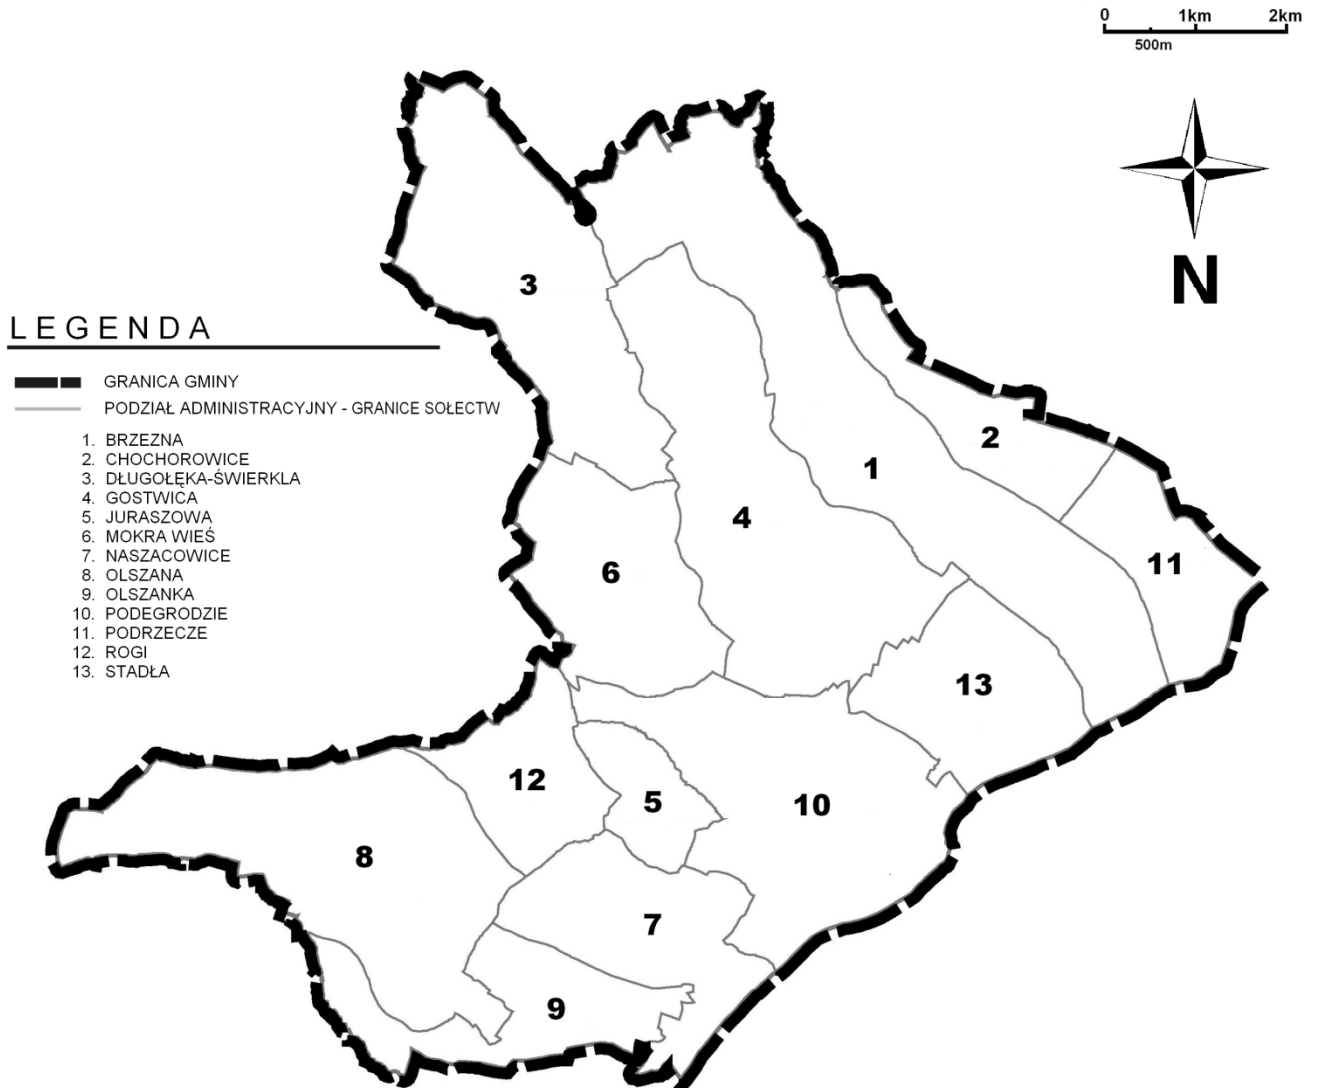 0 1km 2km
500m
N
LEGENDA
GRANICA GMINY
PODZIAŁ ADMINISTRACYJNY - GRANICE SOŁECTW
1. BRZEZNA
2. CHOCHOROWICE
3. DŁUGOŁĘKA-ŚWIERKLA
4. GOSTWICA
5. JURASZOWA
6. MOKRA WIEŚ
7. NASZACOWICE
8. OLSZANA
9. OLSZANKA
10. PODEGRODZIE
11. PODRZECZE
12. ROGI
13. STADŁA
3
2
1
4
11
6
13
12
5
10
8
7
9